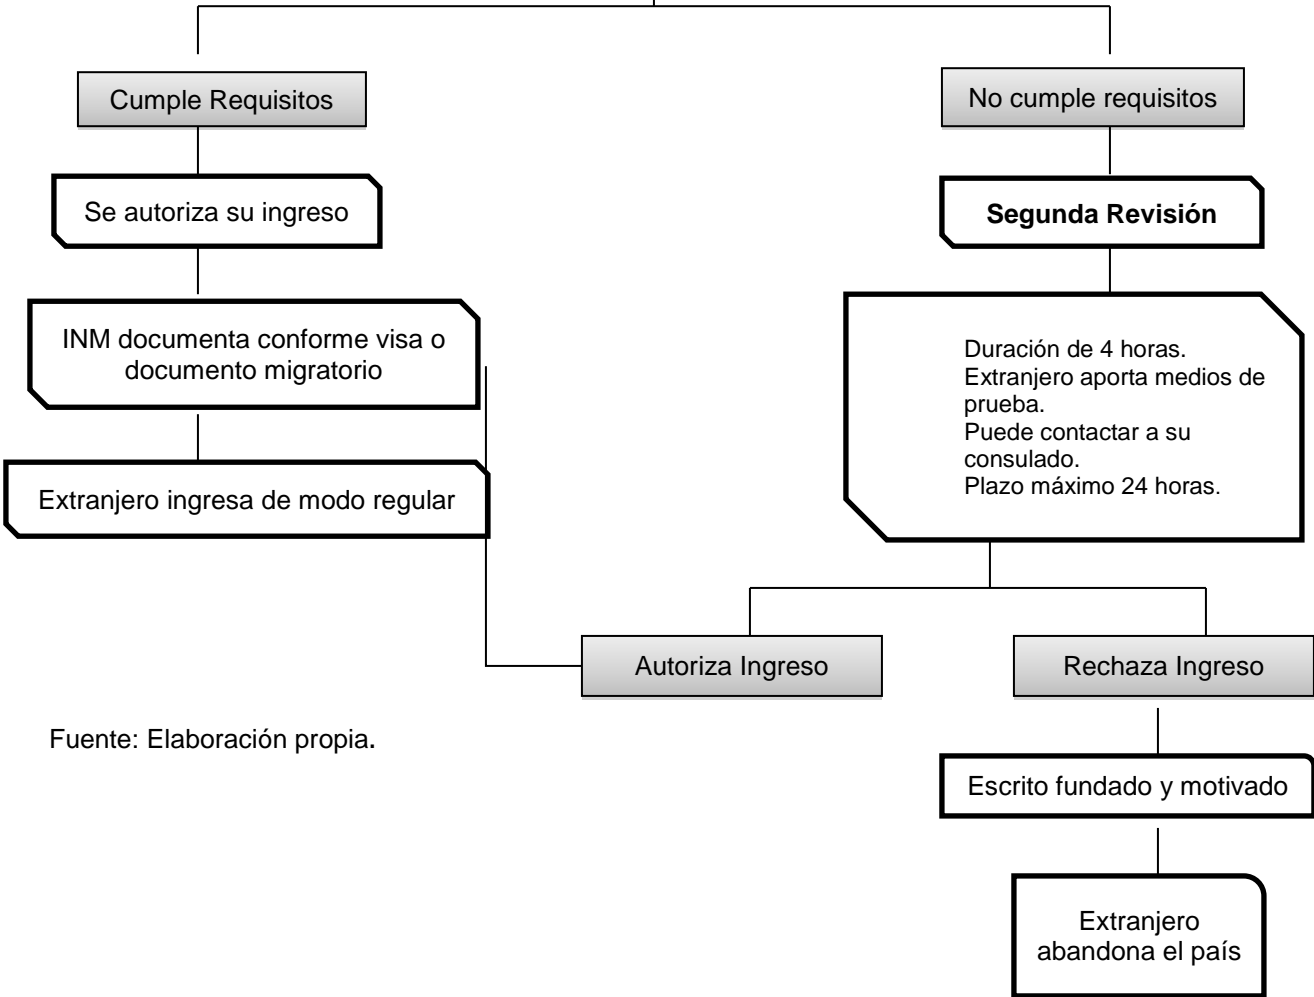 Cumple Requisitos
No cumple requisitos
Se autoriza su ingreso
Segunda Revisión
INM documenta conforme visa o
documento migratorio
Duración de 4 horas.
Extranjero aporta medios de
prueba.
Puede contactar a su
consulado.
Plazo máximo 24 horas.
Extranjero ingresa de modo regular
Autoriza Ingreso
Rechaza Ingreso
Fuente: Elaboración propia.
Escrito fundado y motivado
Extranjero
abandona el país